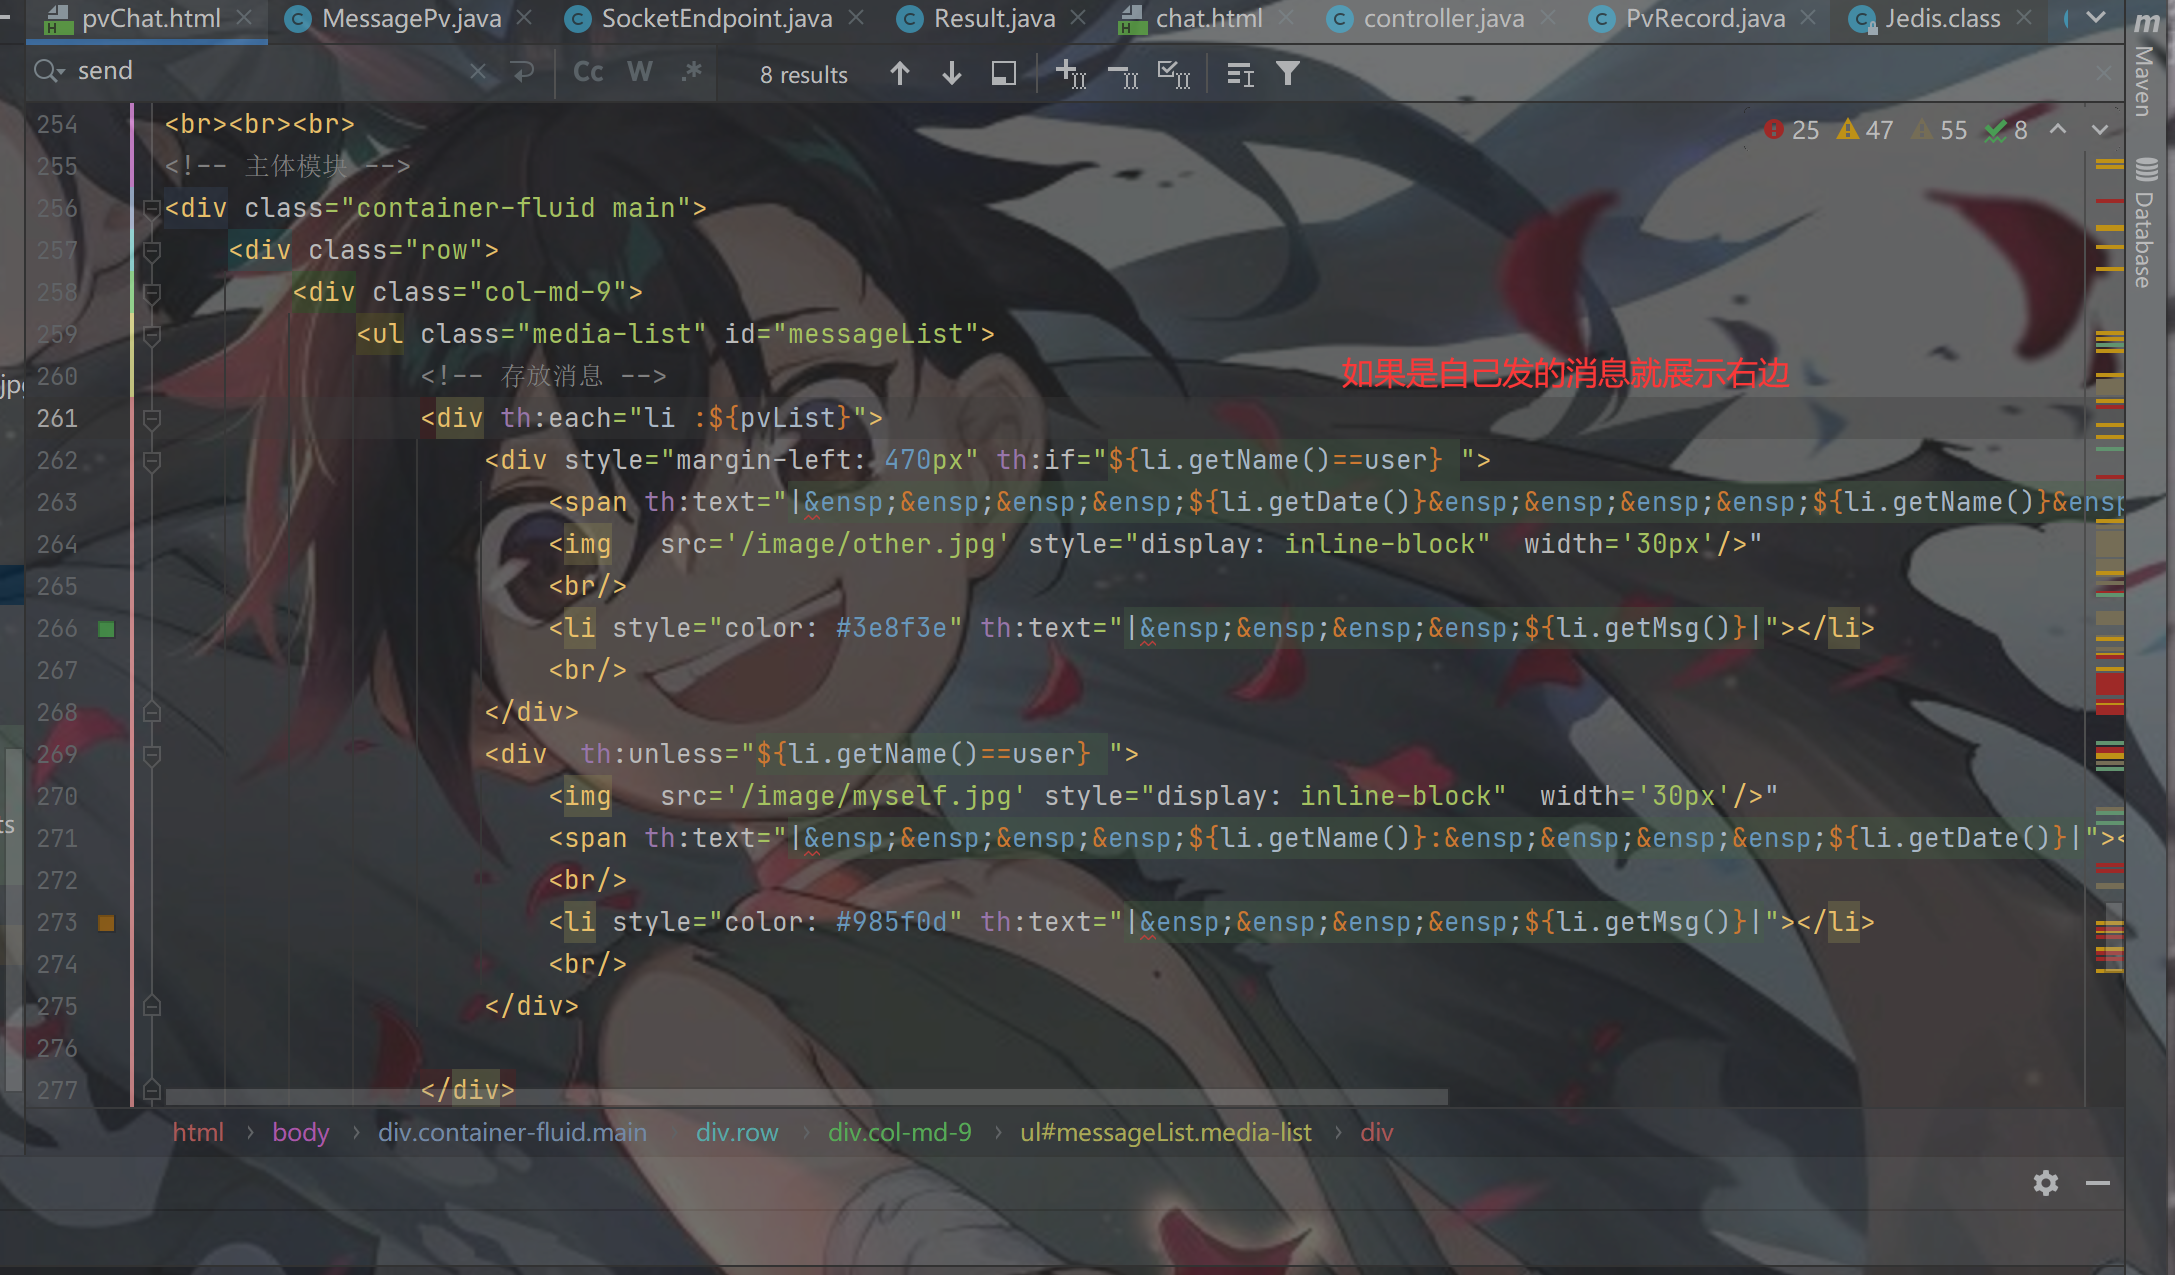 pvChat.html MessagePv.java SocketEndpoint.java Result.java chat.html controller.java PvRecord.java Jedis.class
send Cc W .* 8 results
254 <br><br><br>
25 47 55 8
255 <!-- 主体模块 -->
256 <div class="container-fluid main">
257 <div class="row">
258 <div class="col-md-9">
259 <ul class="media-list" id="messageList">
260 <!-- 存放消息 -->
如果是自己发的消息就展示右边
261 <div th:each="li :${pvList}">
262 <div style="margin-left: 470px" th:if="${li.getName()==user} ">
263 <span th:text="|&ensp;&ensp;&ensp;&ensp;${li.getDate()}&ensp;&ensp;&ensp;&ensp;${li.getName()}&ensp
264 <img   src='/image/other.jpg' style="display: inline-block"  width='30px'/>"
265 <br/>
266 <li style="color: #3e8f3e" th:text="|&ensp;&ensp;&ensp;&ensp;${li.getMsg()}|"></li>
267 <br/>
268 </div>
269 <div  th:unless="${li.getName()==user} ">
270 <img   src='/image/myself.jpg' style="display: inline-block"  width='30px'/>"
271 <span th:text="|&ensp;&ensp;&ensp;&ensp;${li.getName()}:&ensp;&ensp;&ensp;&ensp;${li.getDate()}|"><
272 <br/>
273 <li style="color: #985f0d" th:text="|&ensp;&ensp;&ensp;&ensp;${li.getMsg()}|"></li>
274 <br/>
275 </div>
276
277 </div>
html › body › div.container-fluid.main › div.row › div.col-md-9 › ul#messageList.media-list › div
m Maven
Database